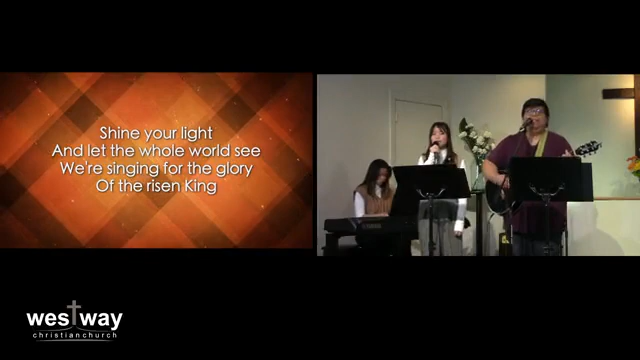 Shine your light
And let the whole world see
We're singing for the glory
Of the risen King
westway
christianchurch